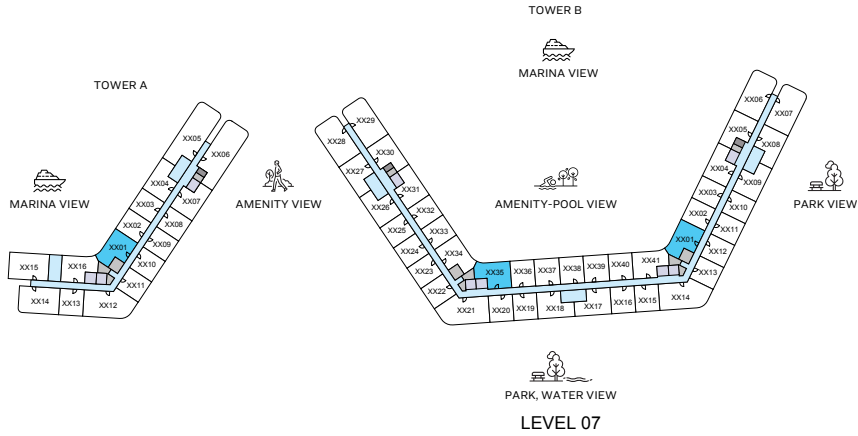 TOWER B
MARINA VIEW
TOWER A
MARINA VIEW
AMENITY VIEW
AMENITY-POOL VIEW
PARK VIEW
XX05
XX06
XX04
XX07
XX03
XX08
XX02
XX09
XX01
XX10
XX16
XX11
XX15
XX14
XX13
XX12
XX29
XX28
XX30
XX27
XX31
XX26
XX32
XX25
XX33
XX24
XX34
XX23
XX22
XX21
XX35
XX36
XX37
XX38
XX39
XX40
XX41
XX20
XX19
XX18
XX17
XX16
XX15
XX14
XX06
XX07
XX05
XX08
XX04
XX09
XX03
XX10
XX02
XX11
XX01
XX12
XX13
PARK, WATER VIEW
LEVEL 07